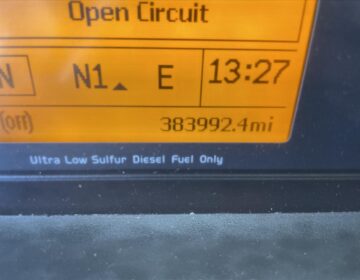 Open Circuit
N N1 E 13:27
(OFF) 383992.4mi
Ultra Low Sulfur Diesel Fuel Only